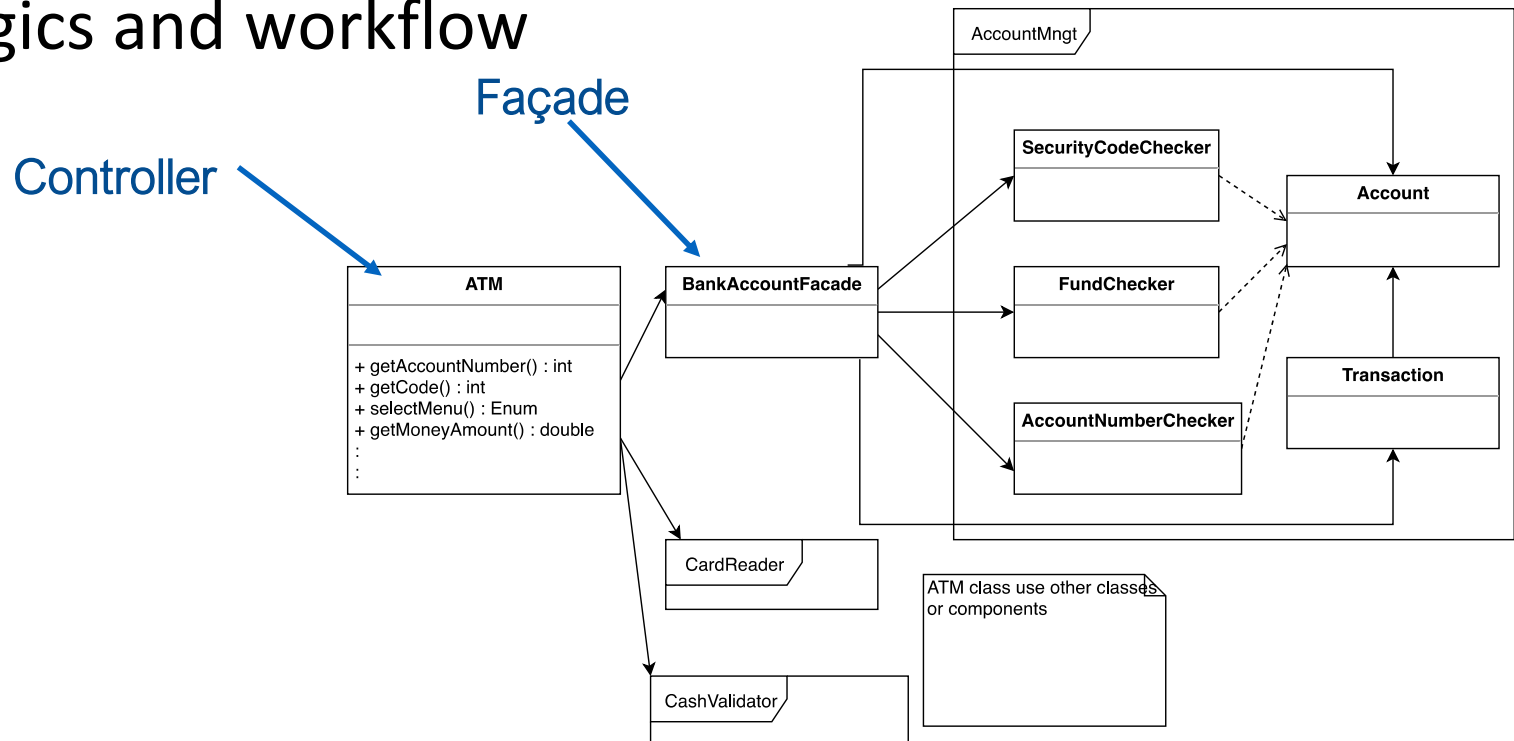 gics and workflow
Façade
Controller
AccountMngt
SecurityCodeChecker
Account
ATM
BankAccountFacade
FundChecker
+ getAccountNumber() : int
+ getCode() : int
+ selectMenu() : Enum
+ getMoneyAmount() : double
:
:
Transaction
AccountNumberChecker
CardReader
ATM class use other classes
or components
CashValidator